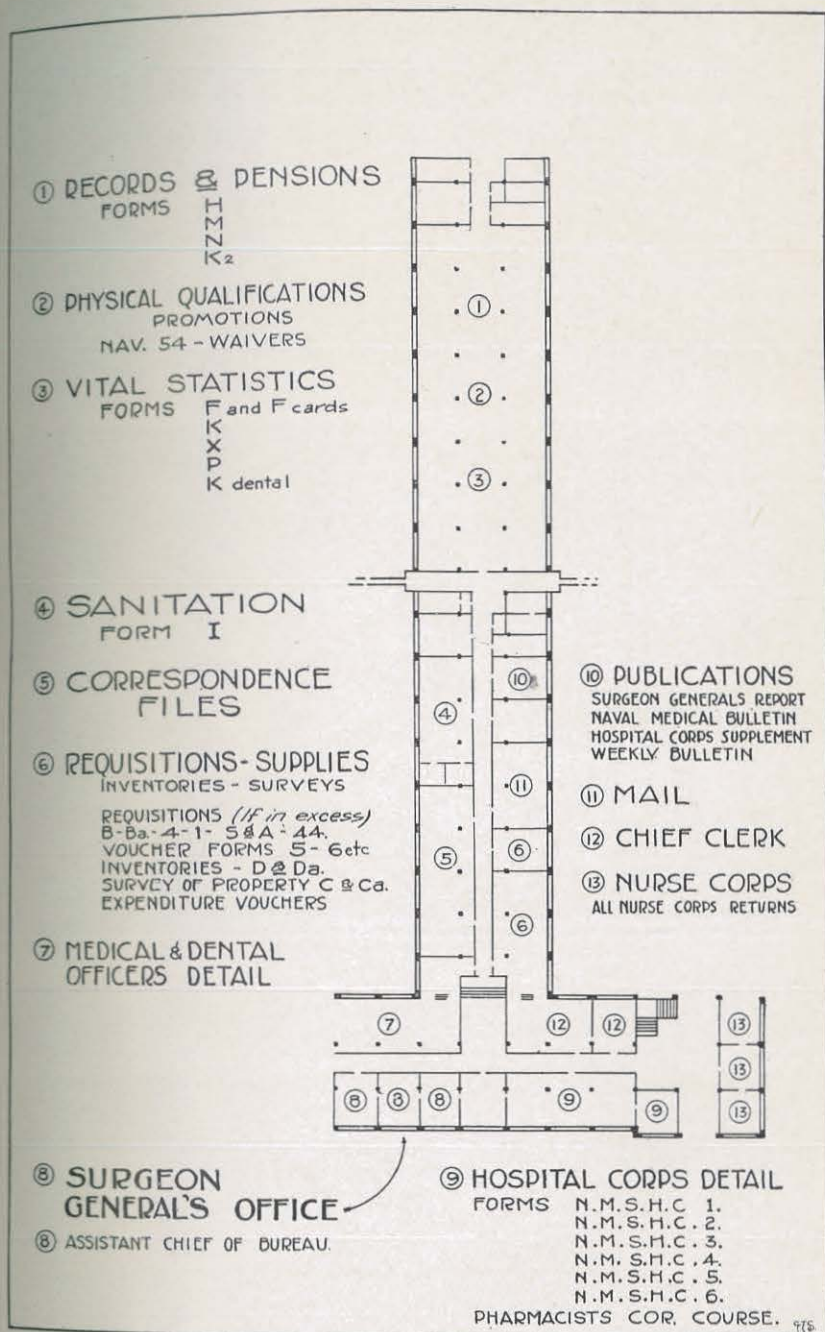 ① RECORDS & PENSIONS
FORMS H
M
N
K2
② PHYSICAL QUALIFICATIONS
PROMOTIONS
NAV. 54 - WAIVERS
③ VITAL STATISTICS
FORMS F and F cards
K
X
P
K dental
④ SANITATION
FORM I
⑤ CORRESPONDENCE
FILES
⑥ REQUISITIONS - SUPPLIES
INVENTORIES - SURVEYS
REQUISITIONS (If in excess)
B-Ba.-4-1- S&A-44.
VOUCHER FORMS 5-6 etc
INVENTORIES - D & Da.
SURVEY OF PROPERTY C & Ca.
EXPENDITURE VOUCHERS
⑦ MEDICAL & DENTAL
OFFICERS DETAIL
①
②
③
④
⑩
⑪
⑤
⑥
⑥
⑩ PUBLICATIONS
SURGEON GENERALS REPORT
NAVAL MEDICAL BULLETIN
HOSPITAL CORPS SUPPLEMENT
WEEKLY BULLETIN
⑪ MAIL
⑫ CHIEF CLERK
⑬ NURSE CORPS
ALL NURSE CORPS RETURNS
⑦ ⑫ ⑫ ⑬
⑬
⑧ ⑧ ⑧ ⑨ ⑨ ⑬
⑧ SURGEON
GENERAL'S OFFICE
⑧ ASSISTANT CHIEF OF BUREAU.
⑨ HOSPITAL CORPS DETAIL
FORMS N.M.S.H.C 1.
N.M.S.H.C. 2.
N.M.S.H.C. 3.
N.M.S.H.C. 4.
N.M.S.H.C. 5.
N.M.S.H.C. 6.
PHARMACISTS COR. COURSE.